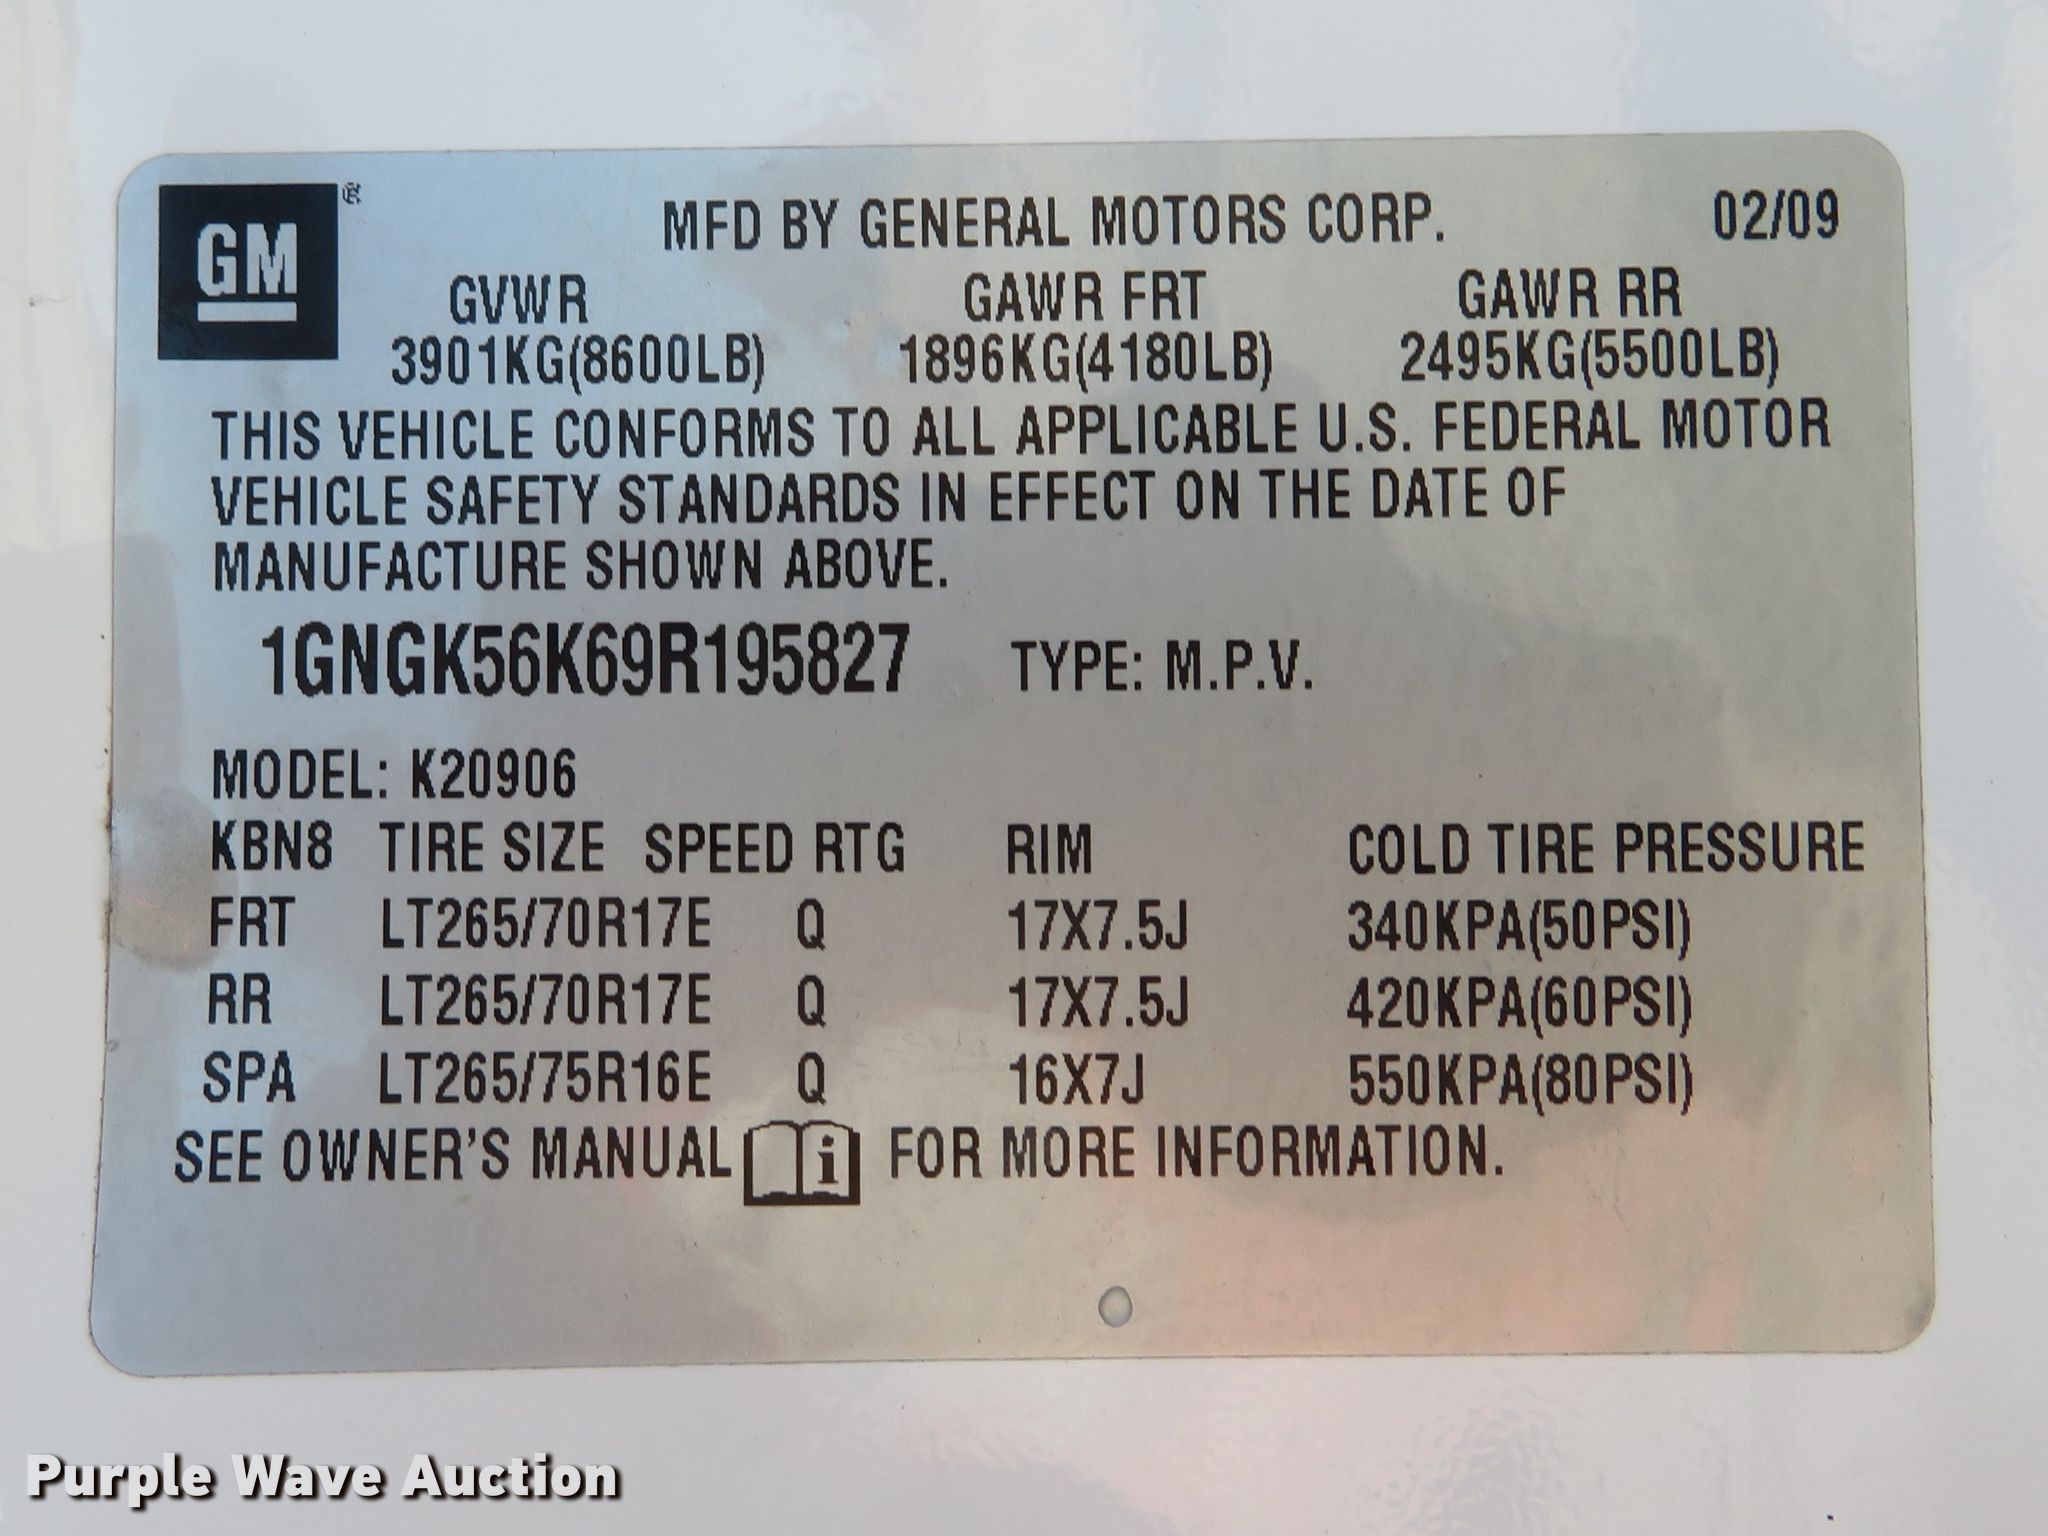 GM
MFD BY GENERAL MOTORS CORP. 02/09
GVWR GAWR FRT GAWR RR
3901KG(8600LB) 1896KG(4180LB) 2495KG(5500LB)
THIS VEHICLE CONFORMS TO ALL APPLICABLE U.S. FEDERAL MOTOR
VEHICLE SAFETY STANDARDS IN EFFECT ON THE DATE OF
MANUFACTURE SHOWN ABOVE.
1GNGK56K69R195827 TYPE: M.P.V.
MODEL: K20906
KBN8 TIRE SIZE SPEED RTG RIM COLD TIRE PRESSURE
FRT LT265/70R17E Q 17X7.5J 340KPA(50PSI)
RR LT265/70R17E Q 17X7.5J 420KPA(60PSI)
SPA LT265/75R16E Q 16X7J 550KPA(80PSI)
SEE OWNER'S MANUAL i FOR MORE INFORMATION.
Purple Wave Auction